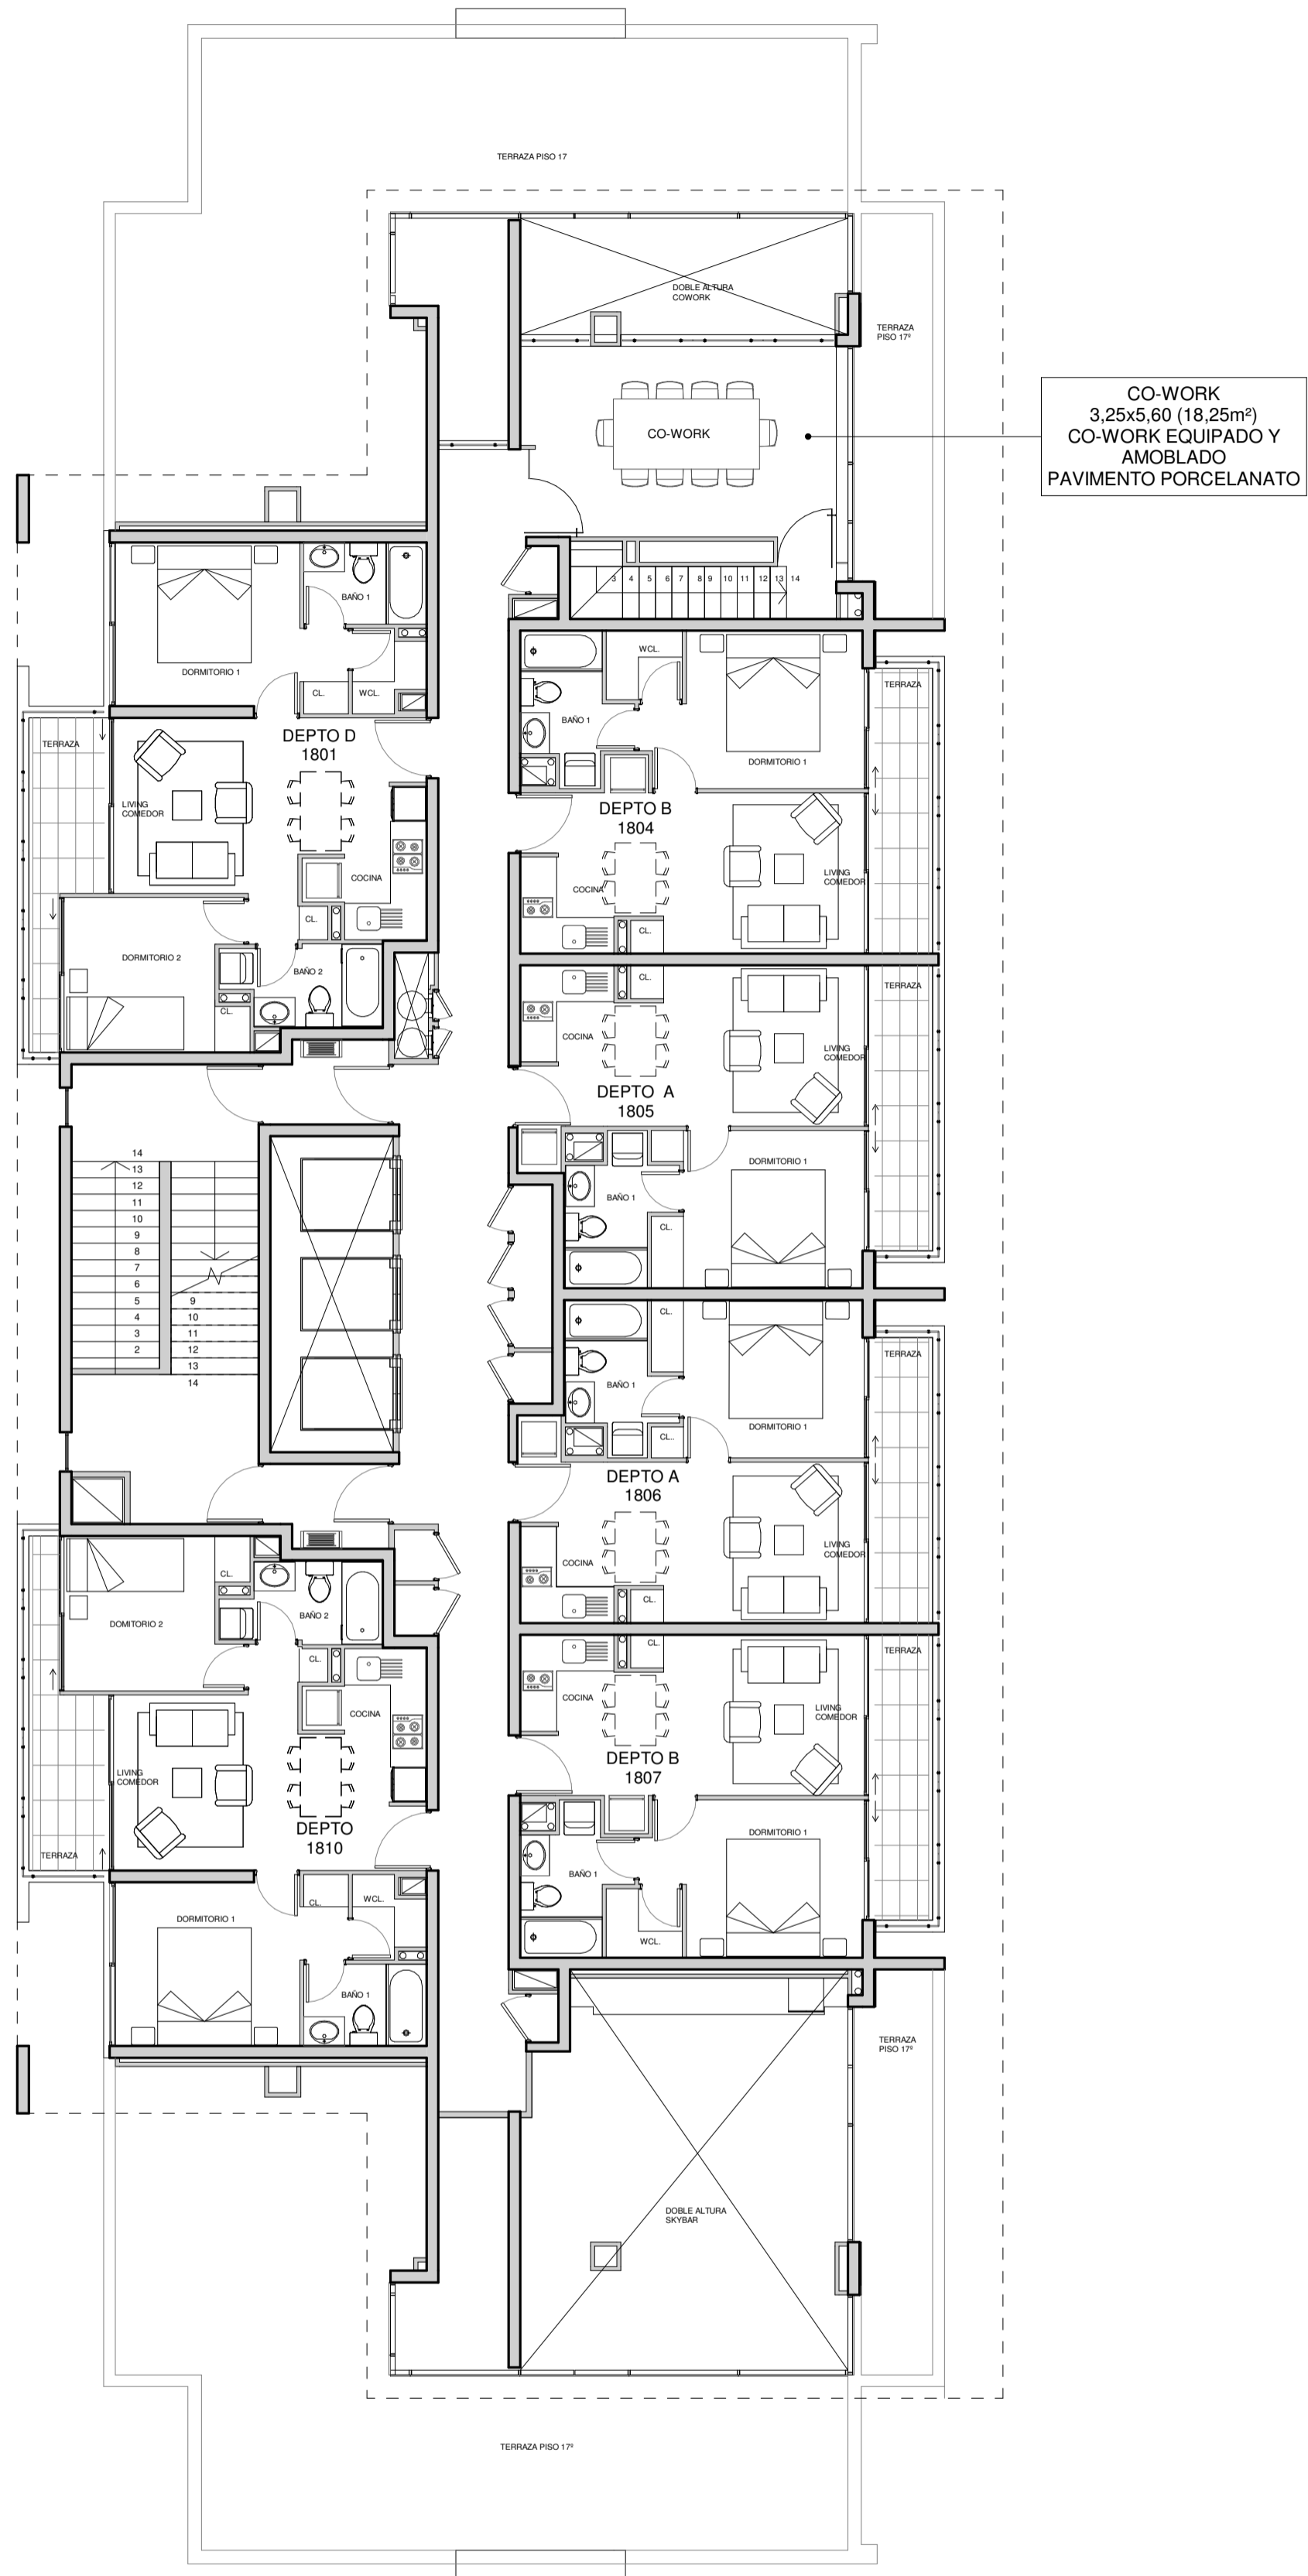 TERRAZA PISO 17
DOBLE ALTURA
COWORK
TERRAZA
PISO 17º
CO-WORK
3,25x5,60 (18,25m²)
CO-WORK EQUIPADO Y
AMOBLADO
PAVIMENTO PORCELANATO
CO-WORK
3 4 5 6 7 8 9 10 11 12 13 14
BAÑO 1
DORMITORIO 1
CL.
WCL.
DEPTO D
1801
TERRAZA
LIVING
COMEDOR
COCINA
CL.
DORMITORIO 2
BAÑO 2
CL.
WCL.
BAÑO 1
DORMITORIO 1
TERRAZA
DEPTO B
1804
LIVING
COMEDOR
COCINA
CL.
CL.
TERRAZA
COCINA
LIVING
COMEDOR
DEPTO A
1805
DORMITORIO 1
BAÑO 1
CL.
14
13
12
11
10
9
8
7
6
5
4
3
2
9
10
11
12
13
14
CL.
TERRAZA
BAÑO 1
DORMITORIO 1
CL.
DEPTO A
1806
LIVING
COMEDOR
COCINA
CL.
CL.
DOMITORIO 2
BAÑO 2
CL.
COCINA
LIVING
COMEDOR
DEPTO
1810
TERRAZA
CL.
WCL.
DORMITORIO 1
BAÑO 1
CL.
TERRAZA
COCINA
LIVING
COMEDOR
DEPTO B
1807
DORMITORIO 1
BAÑO 1
WCL.
TERRAZA
PISO 17º
DOBLE ALTURA
SKYBAR
TERRAZA PISO 17º